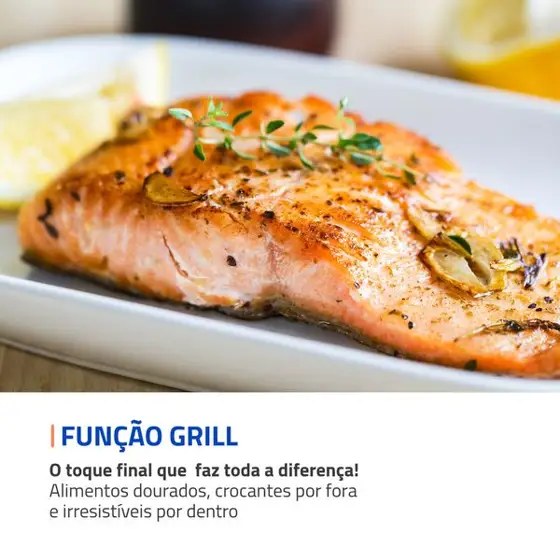 FUNÇÃO GRILL
O toque final que  faz toda a diferença!
Alimentos dourados, crocantes por fora
e irresistíveis por dentro